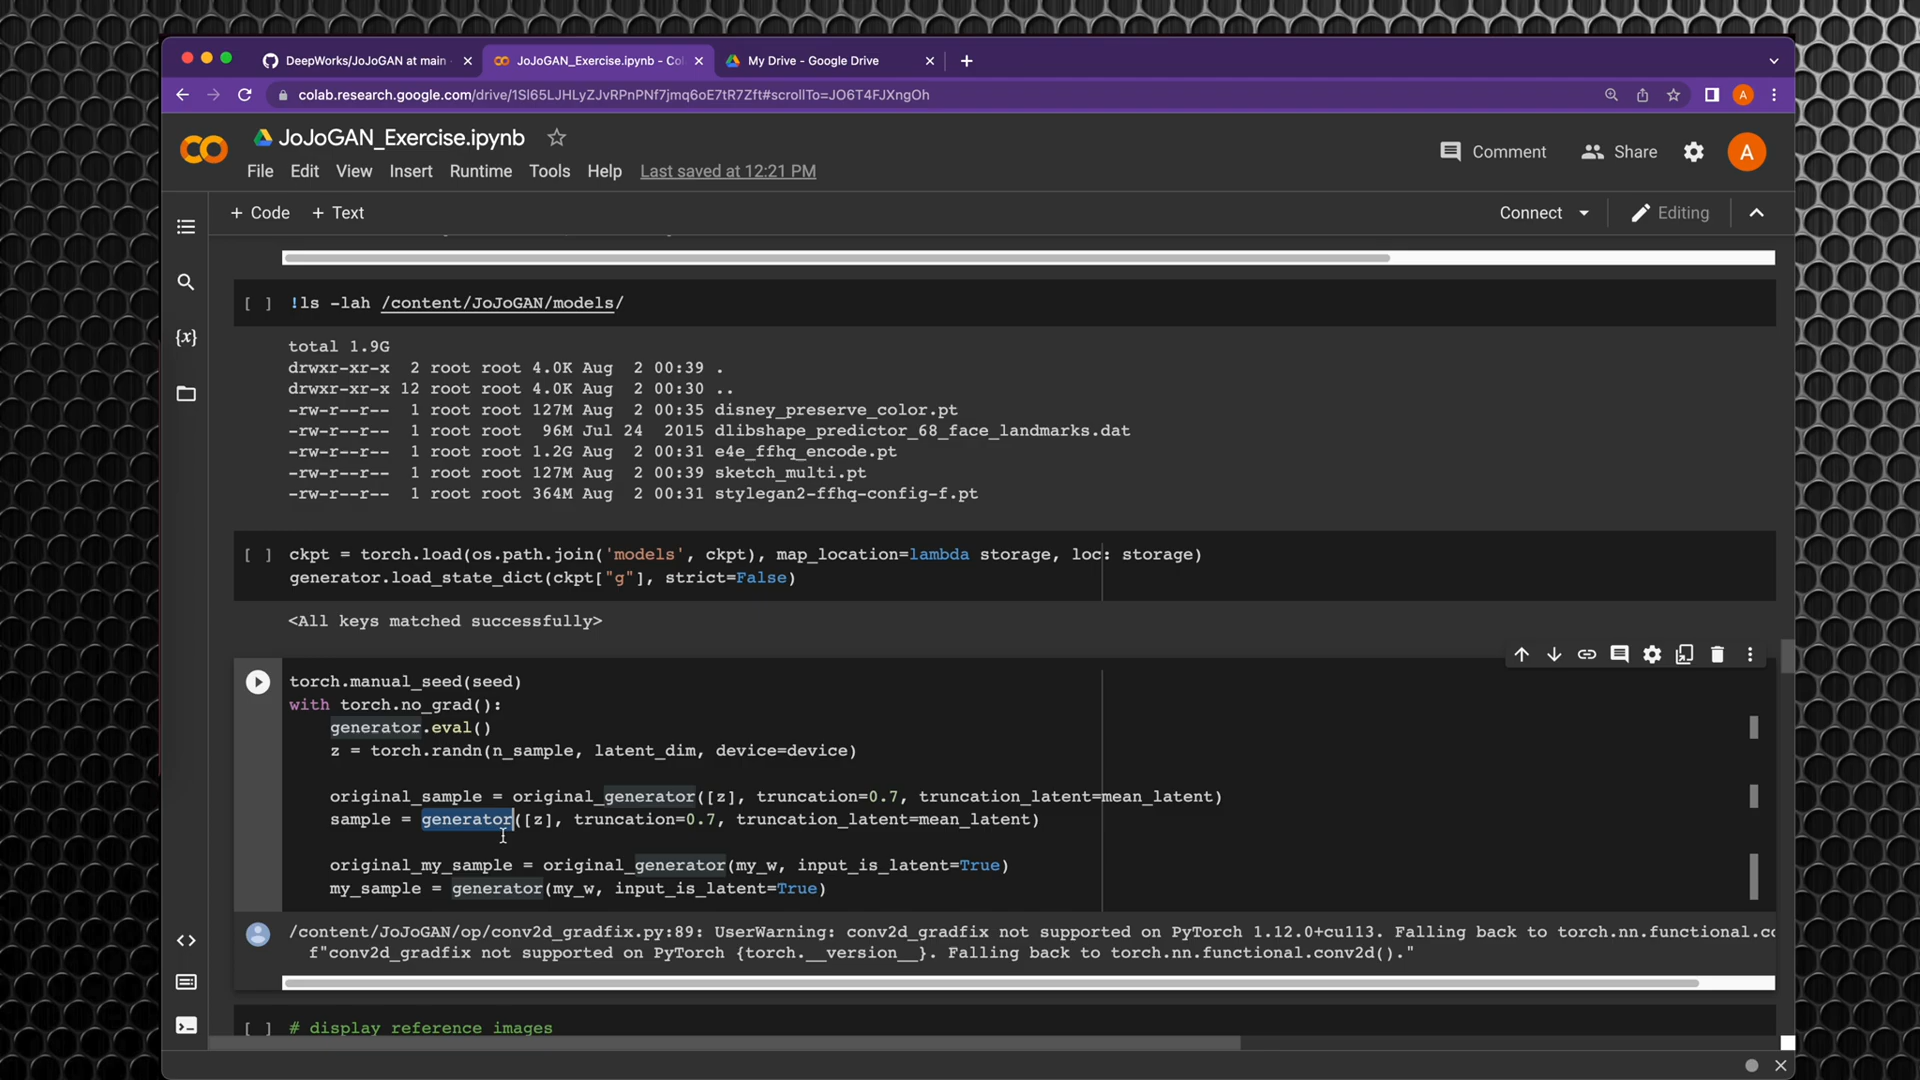 DeepWorks/JoJoGAN at main
JoJoGAN_Exercise.ipynb - Co
My Drive - Google Drive
colab.research.google.com/drive/1Sl65LJHLyZJvRPnPNf7jmq6oE7tR7Zft#scrollTo=JO6T4FJXngOh
A
JoJoGAN_Exercise.ipynb
Comment
Share
A
File Edit View Insert Runtime Tools Help Last saved at 12:21 PM
+ Code + Text
Connect
Editing
[ ] !ls -lah /content/JoJoGAN/models/
total 1.9G
drwxr-xr-x 2 root root 4.0K Aug 2 00:39 .
drwxr-xr-x 12 root root 4.0K Aug 2 00:30 ..
-rw-r--r-- 1 root root 127M Aug 2 00:35 disney_preserve_color.pt
-rw-r--r-- 1 root root 96M Jul 24 2015 dlibshape_predictor_68_face_landmarks.dat
-rw-r--r-- 1 root root 1.2G Aug 2 00:31 e4e_ffhq_encode.pt
-rw-r--r-- 1 root root 127M Aug 2 00:39 sketch_multi.pt
-rw-r--r-- 1 root root 364M Aug 2 00:31 stylegan2-ffhq-config-f.pt
[ ] ckpt = torch.load(os.path.join('models', ckpt), map_location=lambda storage, loc: storage)
generator.load_state_dict(ckpt["g"], strict=False)
<All keys matched successfully>
torch.manual_seed(seed)
with torch.no_grad():
generator.eval()
z = torch.randn(n_sample, latent_dim, device=device)
original_sample = original_generator([z], truncation=0.7, truncation_latent=mean_latent)
sample = generator([z], truncation=0.7, truncation_latent=mean_latent)
original_my_sample = original_generator(my_w, input_is_latent=True)
my_sample = generator(my_w, input_is_latent=True)
/content/JoJoGAN/op/conv2d_gradfix.py:89: UserWarning: conv2d_gradfix not supported on PyTorch 1.12.0+cu113. Falling back to torch.nn.functional.co
f"conv2d_gradfix not supported on PyTorch {torch.__version__}. Falling back to torch.nn.functional.conv2d()."
[ ] # display reference images